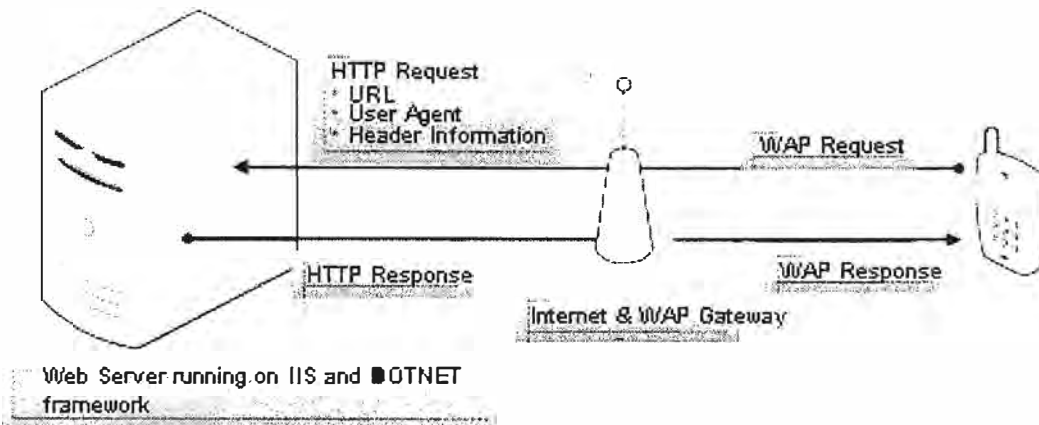 HTTP Request
* URL
* User Agent
* Header Information
WAP Request
HTTP Response
WAP Response
Internet & WAP Gateway
Web Server running on IIS and DOTNET
framework